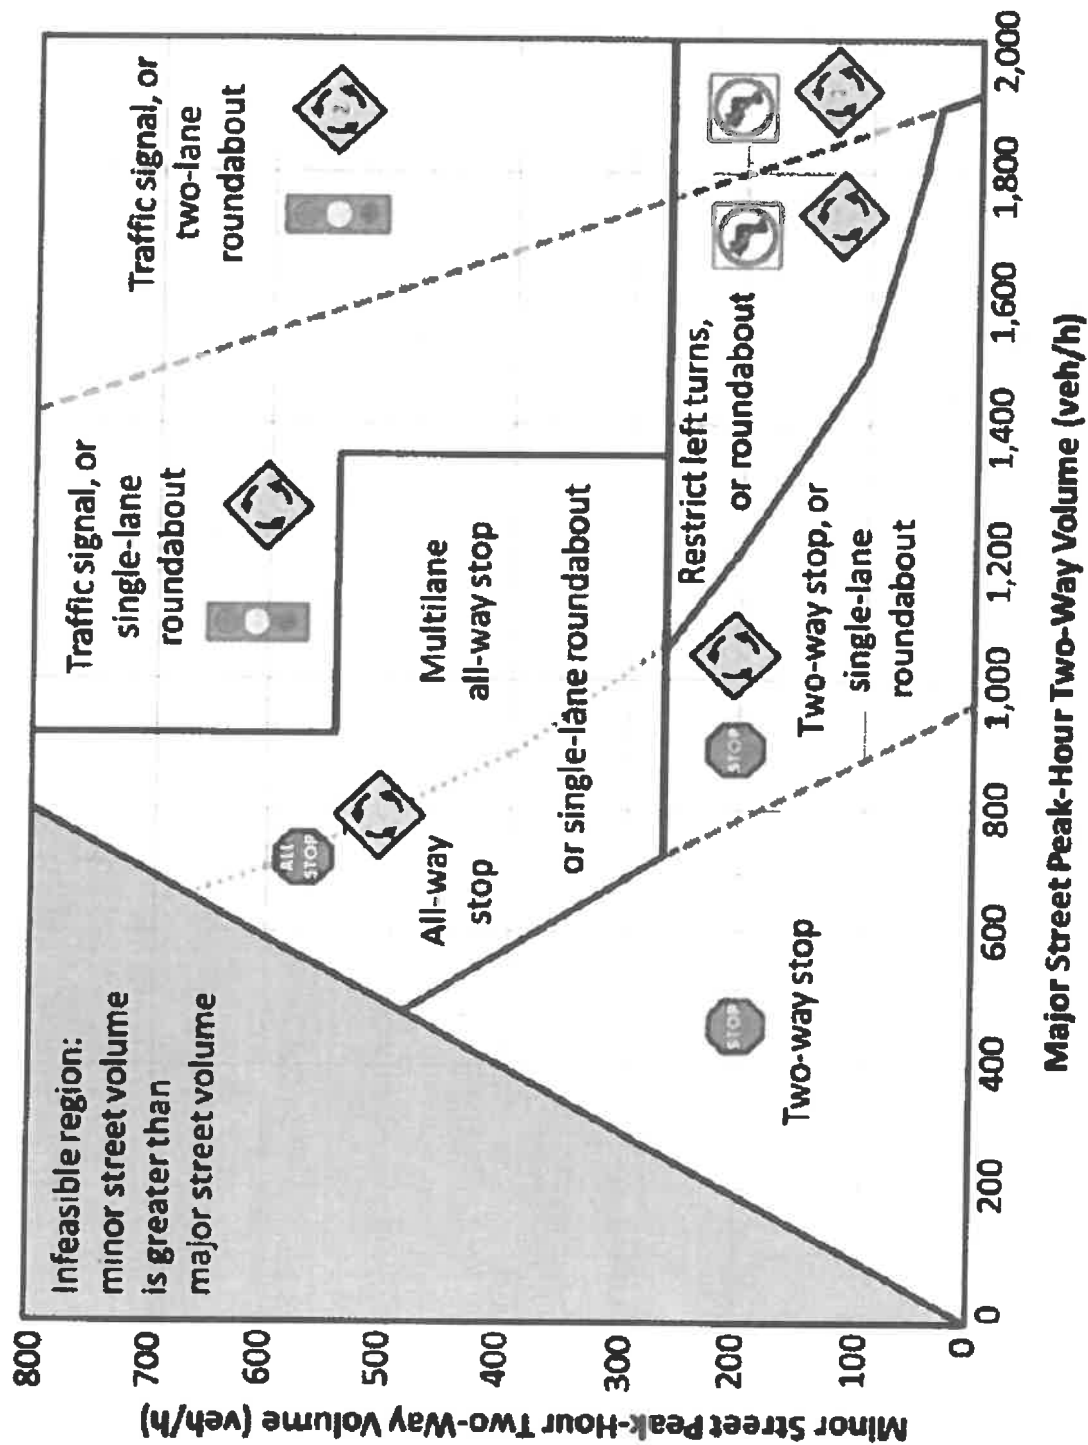 Infeasible region:
minor street volume
is greater than
major street volume
Traffic signal, or
single-lane
roundabout
Traffic signal, or
two-lane
roundabout
ALL
STOP
All-way
stop
Multilane
all-way stop
or single-lane roundabout
STOP
Two-way stop
STOP
Two-way stop, or
single-lane
roundabout
Restrict left turns,
or roundabout
2
800
700
600
500
400
300
200
100
0
Minor Street Peak-Hour Two-Way Volume (veh/h)
0
200
400
600
800
1,000
1,200
1,400
1,600
1,800
2,000
Major Street Peak-Hour Two-Way Volume (veh/h)